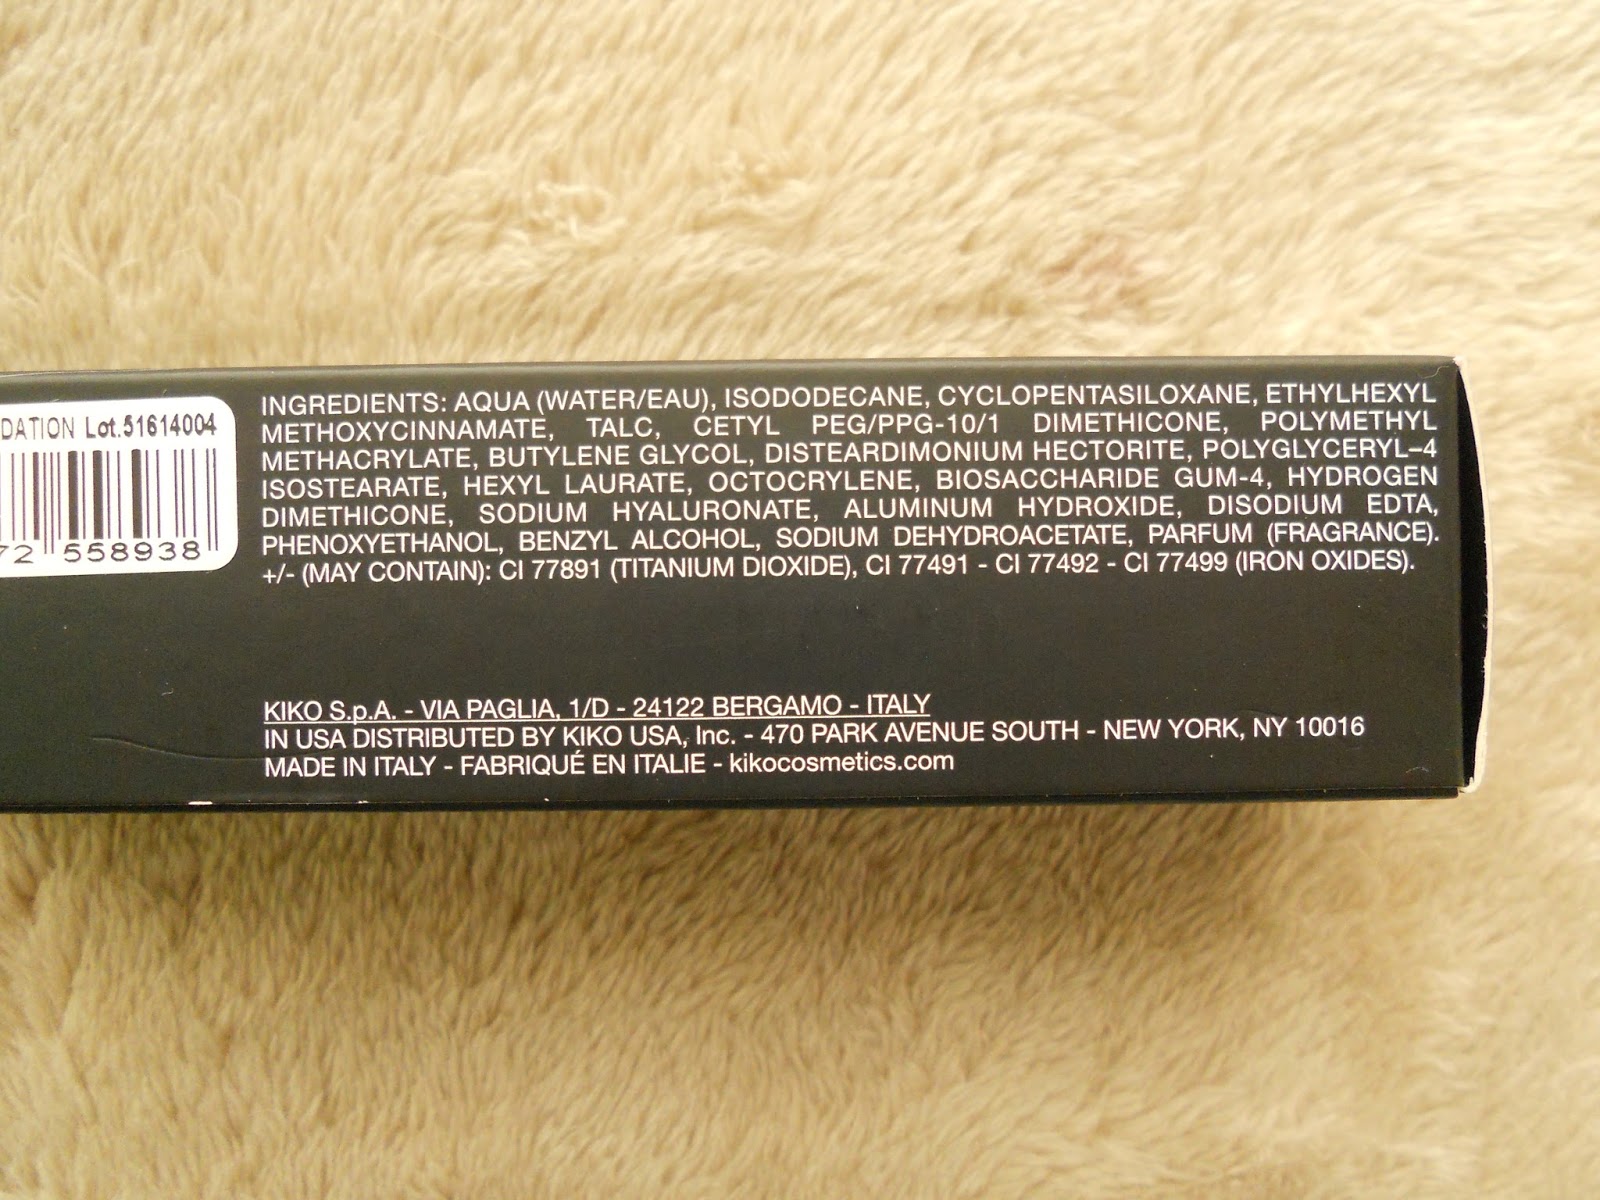 DATION Lot.51614004
72 558938
INGREDIENTS: AQUA (WATER/EAU), ISODODECANE, CYCLOPENTASILOXANE, ETHYLHEXYL
METHOXYCINNAMATE, TALC, CETYL PEG/PPG-10/1 DIMETHICONE, POLYMETHYL
METHACRYLATE, BUTYLENE GLYCOL, DISTEARDIMONIUM HECTORITE, POLYGLYCERYL–4
ISOSTEARATE, HEXYL LAURATE, OCTOCRYLENE, BIOSACCHARIDE GUM-4, HYDROGEN
DIMETHICONE, SODIUM HYALURONATE, ALUMINUM HYDROXIDE, DISODIUM EDTA,
PHENOXYETHANOL, BENZYL ALCOHOL, SODIUM DEHYDROACETATE, PARFUM (FRAGRANCE).
+/- (MAY CONTAIN): CI 77891 (TITANIUM DIOXIDE), CI 77491 - CI 77492 - CI 77499 (IRON OXIDES).
KIKO S.p.A. - VIA PAGLIA, 1/D - 24122 BERGAMO - ITALY
IN USA DISTRIBUTED BY KIKO USA, Inc. - 470 PARK AVENUE SOUTH - NEW YORK, NY 10016
MADE IN ITALY - FABRIQUÉ EN ITALIE - kikocosmetics.com